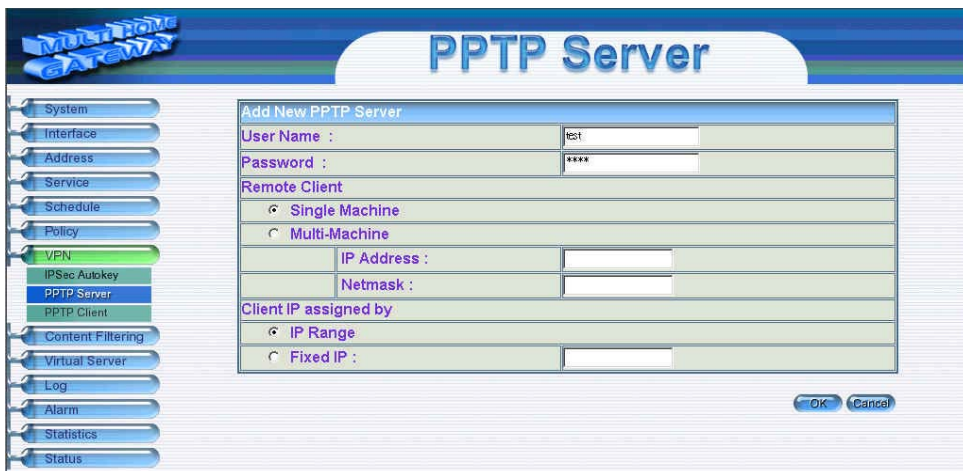 MULTI HOME
GATEWAY
PPTP Server
System
Interface
Address
Service
Schedule
Policy
VPN
IPSec Autokey
PPTP Server
PPTP Client
Content Filtering
Virtual Server
Log
Alarm
Statistics
Status
Add New PPTP Server
User Name : test
Password : ****
Remote Client
Single Machine
Multi-Machine
IP Address :
Netmask :
Client IP assigned by
IP Range
Fixed IP :
OK Cancel